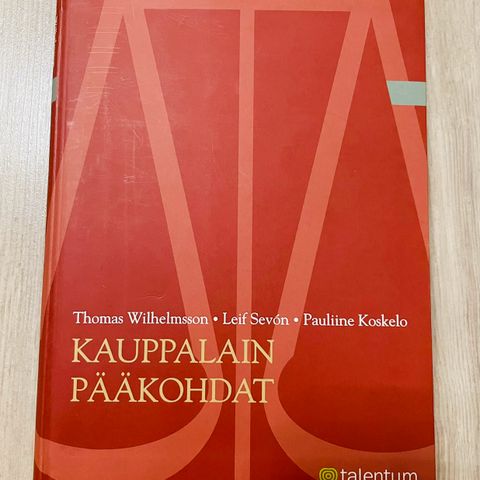 Thomas Wilhelmsson • Leif Sevón • Pauliine Koskelo
KAUPPALAIN
PÄÄKOHDAT
talentum